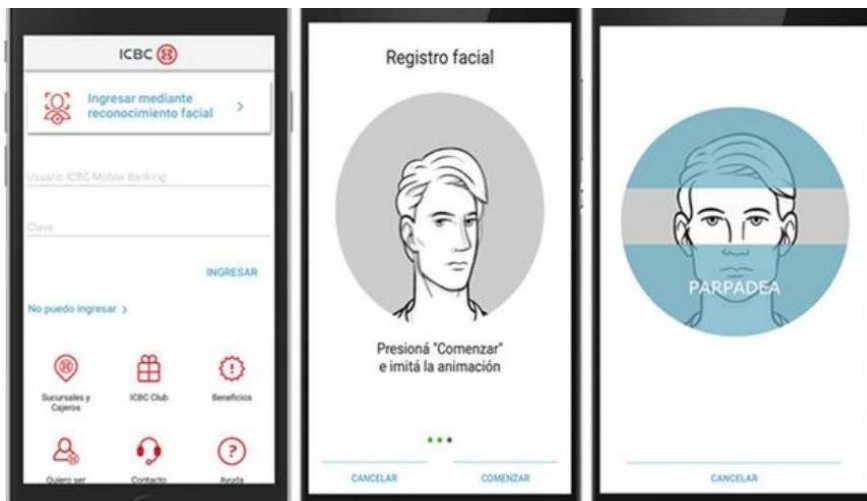 ICBC
Ingresar mediante
reconocimiento facial >
Usuario ICBC Mobile Banking
Clave
INGRESAR
No puedo ingresar >
Sucursales y
Cajeros
ICBC Club
Beneficios
Quiero ser
Contacto
Ayuda
Registro facial
Presioná "Comenzar"
e imitá la animación
CANCELAR
COMENZAR
PARPADEA
CANCELAR